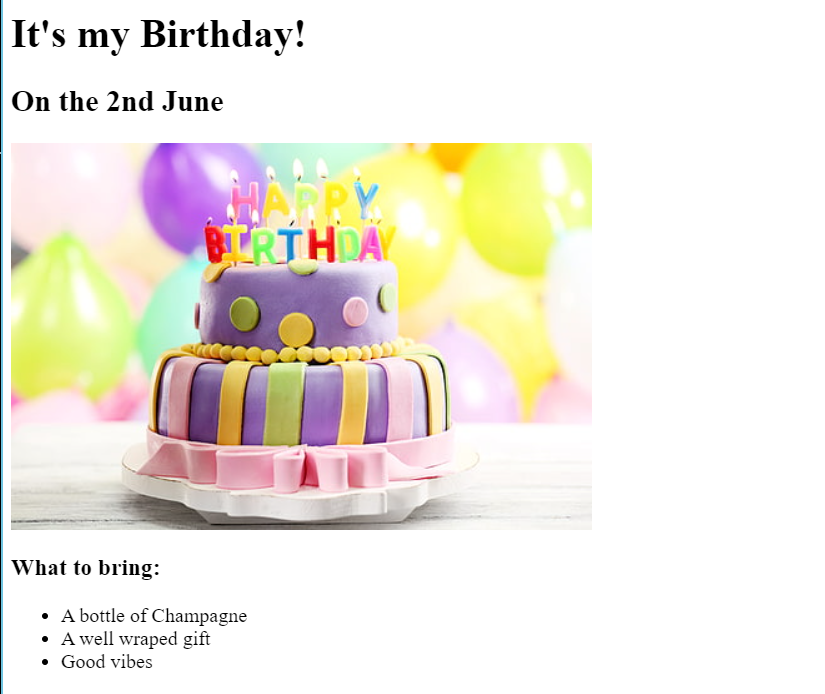 It's my Birthday!
On the 2nd June
HAPPY
BIRTHDAY
What to bring:
A bottle of Champagne
A well wraped gift
Good vibes